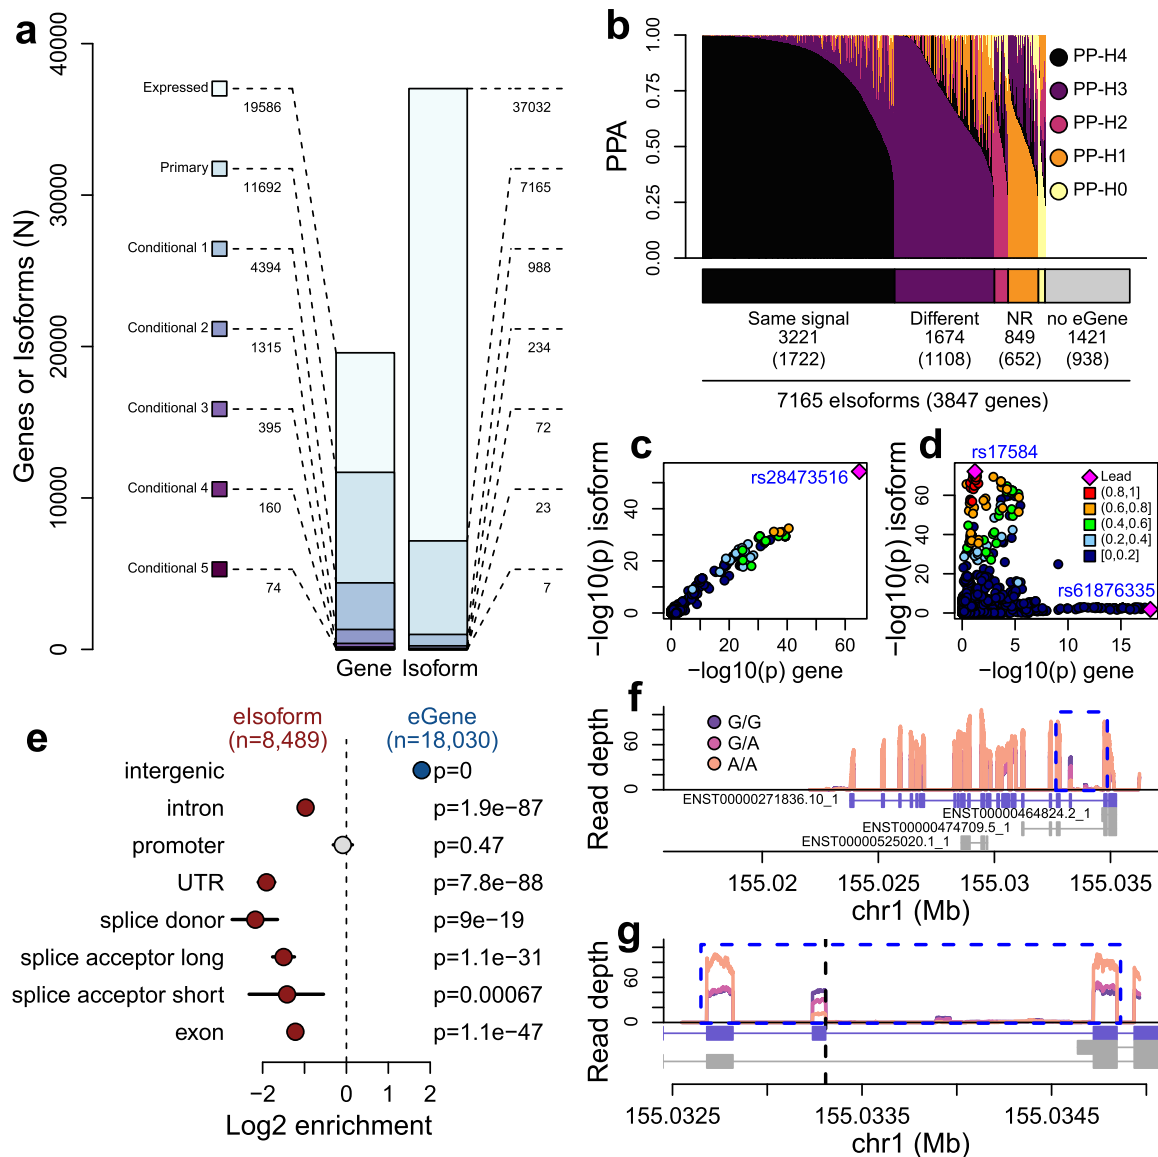 a
Genes or Isoforms (N)
0
10000
20000
30000
40000
Expressed
19586
37032
Primary
11692
7165
Conditional 1
4394
988
Conditional 2
1315
234
Conditional 3
395
72
Conditional 4
160
23
Conditional 5
74
7
Gene
Isoform
b
PPA
0.00
0.25
0.50
0.75
1.00
PP-H4
PP-H3
PP-H2
PP-H1
PP-H0
Same signal
3221
(1722)
Different
1674
(1108)
NR
849
(652)
no eGene
1421
(938)
7165 eIsoforms (3847 genes)
c
−log10(p) isoform
0
20
40
rs28473516
0
20
40
60
−log10(p) gene
d
−log10(p) isoform
0
20
40
60
rs17584
Lead
(0.8,1]
(0.6,0.8]
(0.4,0.6]
(0.2,0.4]
[0,0.2]
rs61876335
0
5
10
15
−log10(p) gene
e
eIsoform
(n=8,489)
eGene
(n=18,030)
intergenic
p=0
intron
p=1.9e−87
promoter
p=0.47
UTR
p=7.8e−88
splice donor
p=9e−19
splice acceptor long
p=1.1e−31
splice acceptor short
p=0.00067
exon
p=1.1e−47
−2
0
1
2
Log2 enrichment
f
Read depth
0
60
G/G
G/A
A/A
ENST00000271836.10_1
ENST00000464824.2_1
ENST00000474709.5_1
ENST00000525020.1_1
155.02
155.025
155.03
155.035
chr1 (Mb)
g
Read depth
0
60
155.0325
155.0335
155.0345
chr1 (Mb)